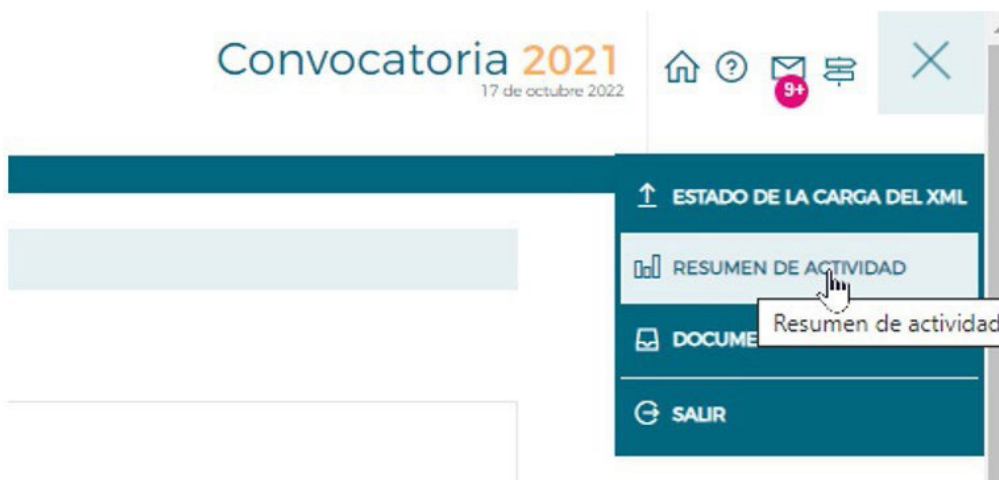 Convocatoria 2021
17 de octubre 2022
9+
ESTADO DE LA CARGA DEL XML
RESUMEN DE ACTIVIDAD
Resumen de actividad
SALIR